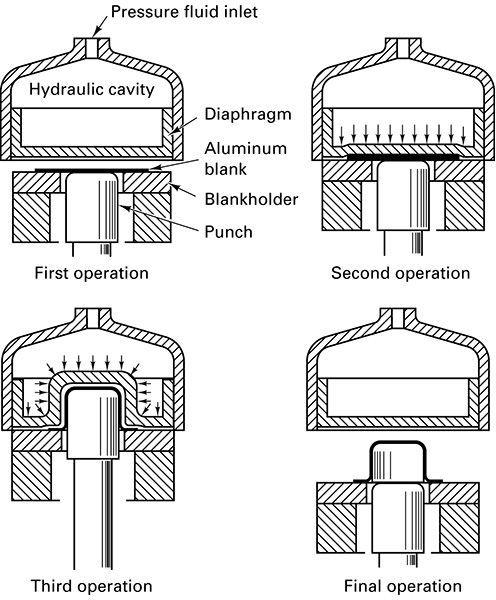 Pressure fluid inlet
Hydraulic cavity
Diaphragm
Aluminum
blank
Blankholder
Punch
First operation
Second operation
Third operation
Final operation